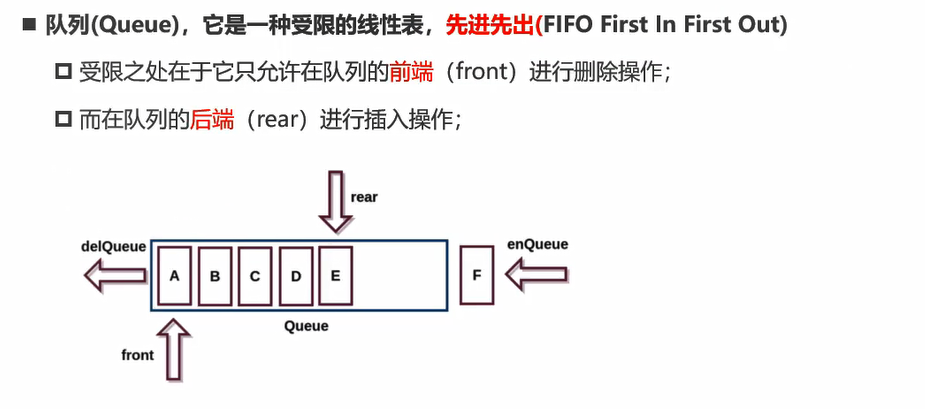 ■ 队列(Queue)，它是一种受限的线性表，先进先出(FIFO First In First Out)
受限之处在于它只允许在队列的前端（front）进行删除操作；
而在队列的后端（rear）进行插入操作；
rear
delQueue
enQueue
A B C D E F
Queue
front